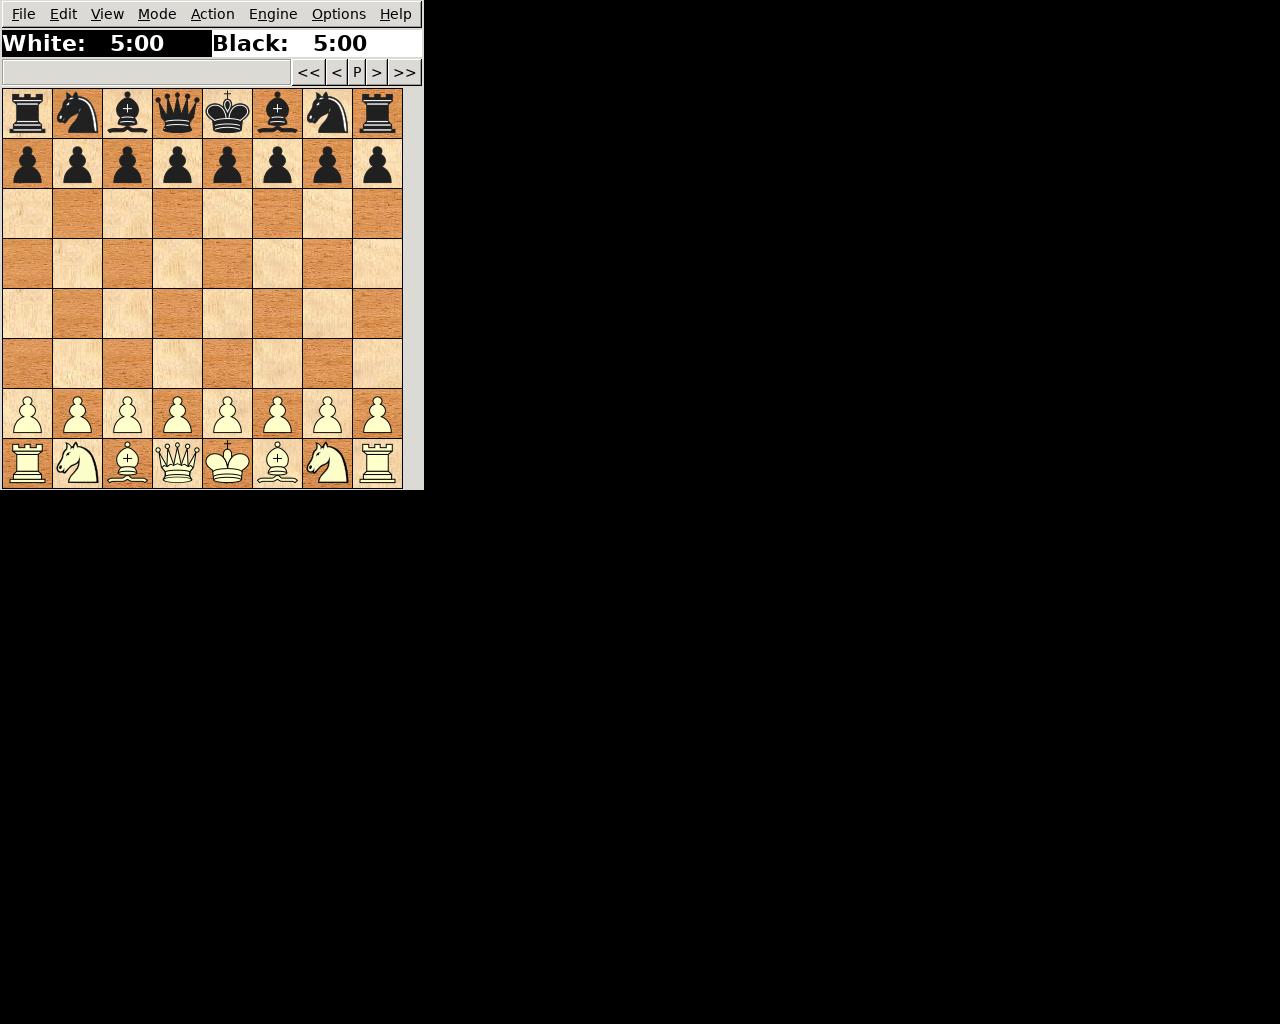 File Edit View Mode Action Engine Options Help
White: 5:00 Black: 5:00
<< < P > >>